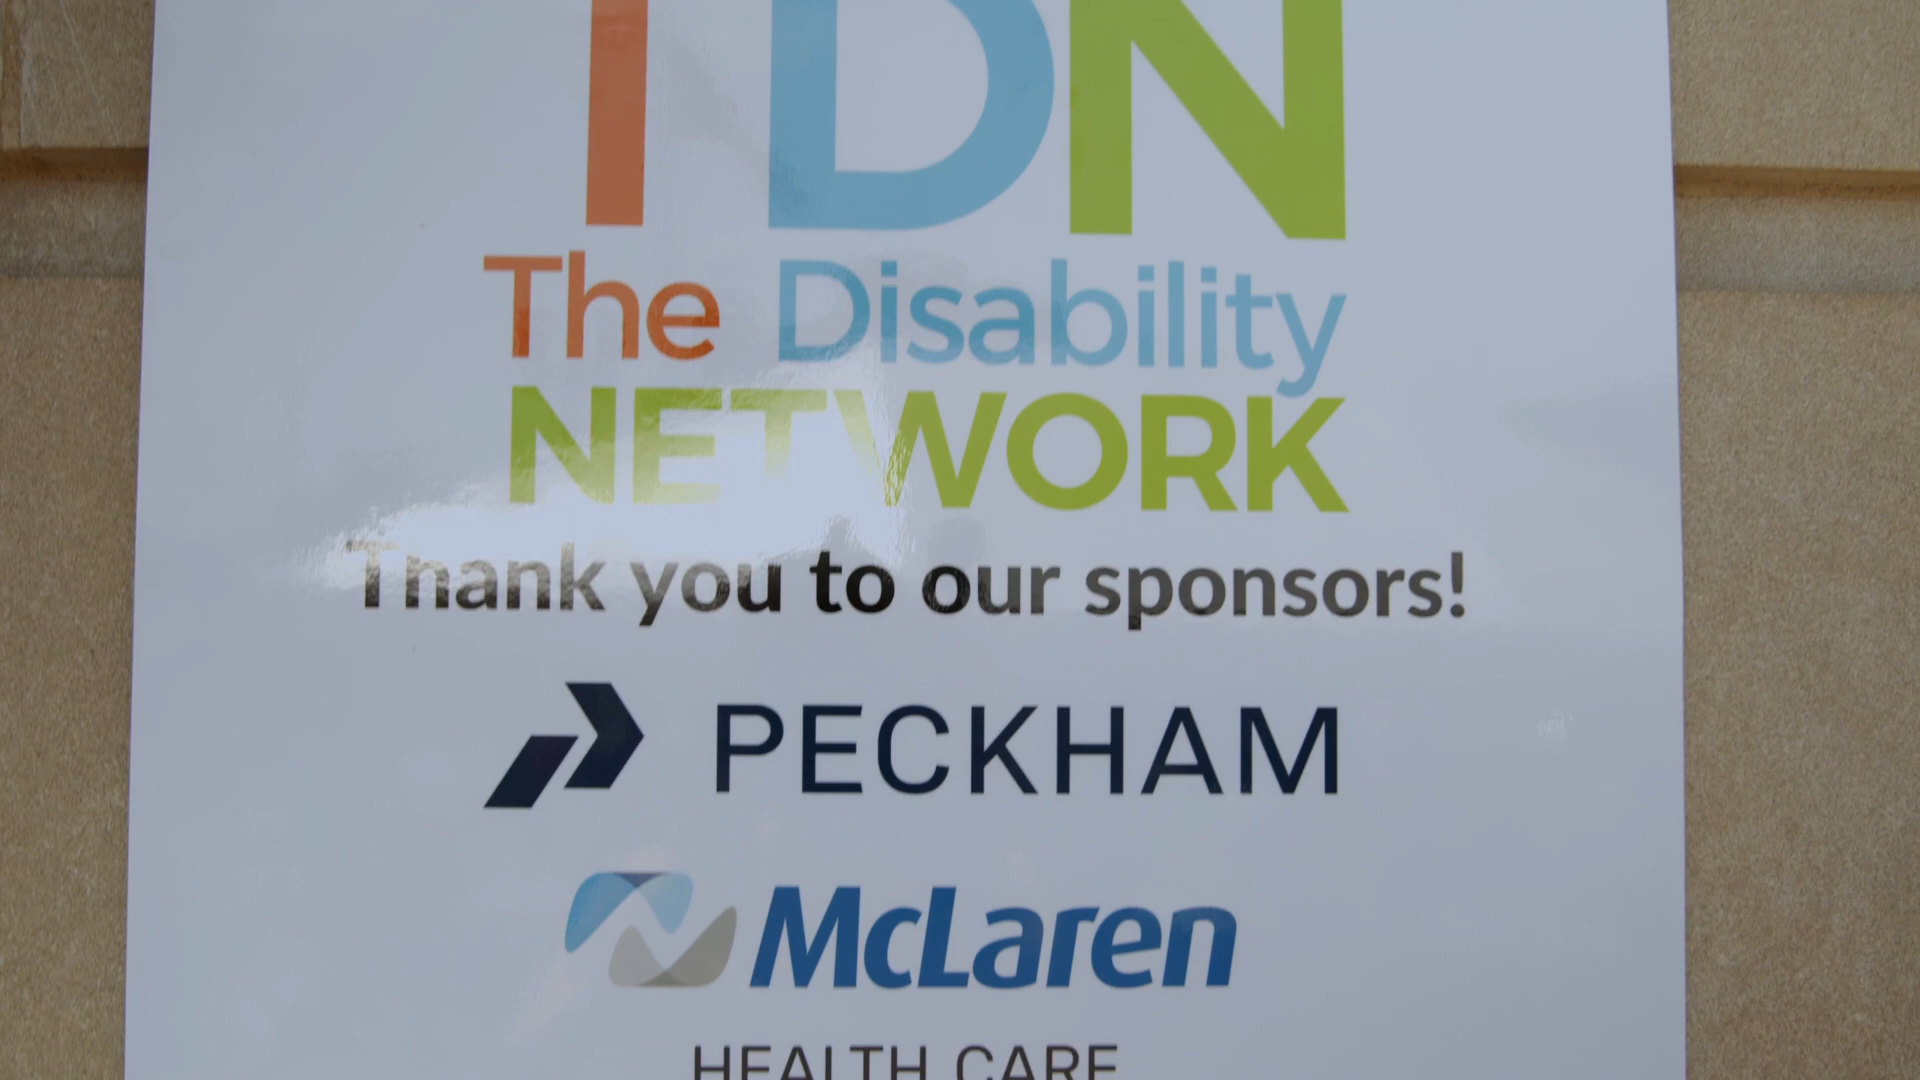 TDN
The Disability
NETWORK
Thank you to our sponsors!
PECKHAM
McLaren
HEALTH CARE